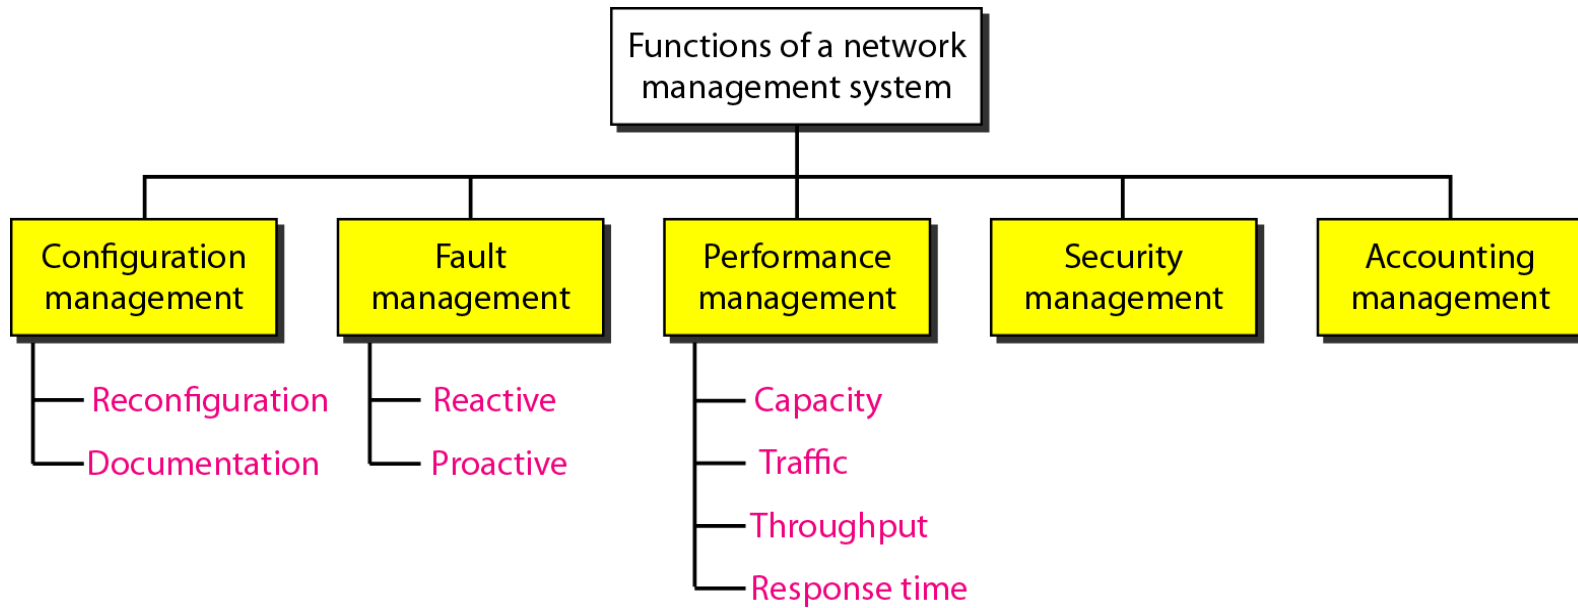 Functions of a network
management system
Configuration
management
Fault
management
Performance
management
Security
management
Accounting
management
Reconfiguration
Documentation
Reactive
Proactive
Capacity
Traffic
Throughput
Response time